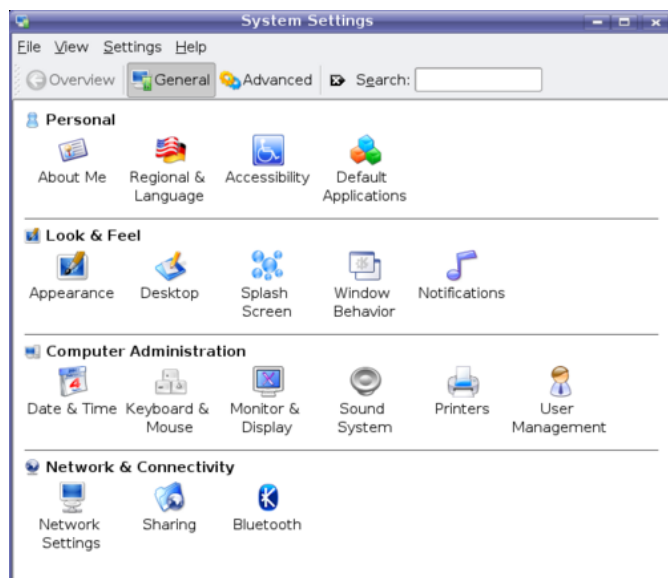 System Settings
File View Settings Help
Overview General Advanced Search:
Personal
About Me Regional & Language Accessibility Default Applications
Look & Feel
Appearance Desktop Splash Screen Window Behavior Notifications
Computer Administration
Date & Time Keyboard & Mouse Monitor & Display Sound System Printers User Management
Network & Connectivity
Network Settings Sharing Bluetooth